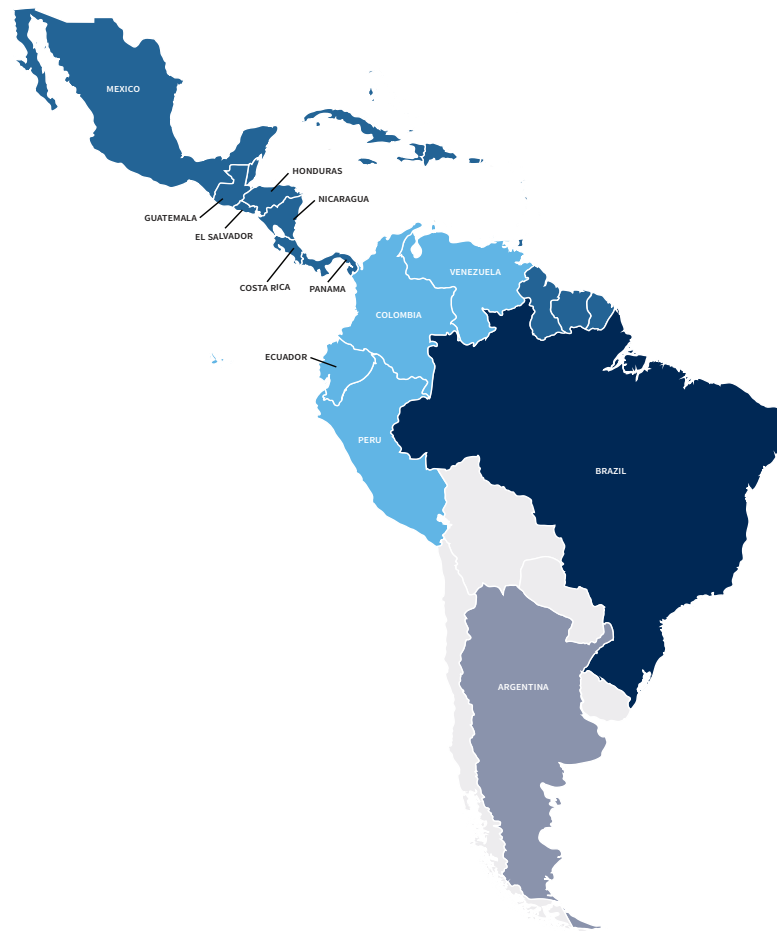 MEXICO
HONDURAS
NICARAGUA
GUATEMALA
EL SALVADOR
COSTA RICA
PANAMA
VENEZUELA
COLOMBIA
ECUADOR
PERU
BRAZIL
ARGENTINA